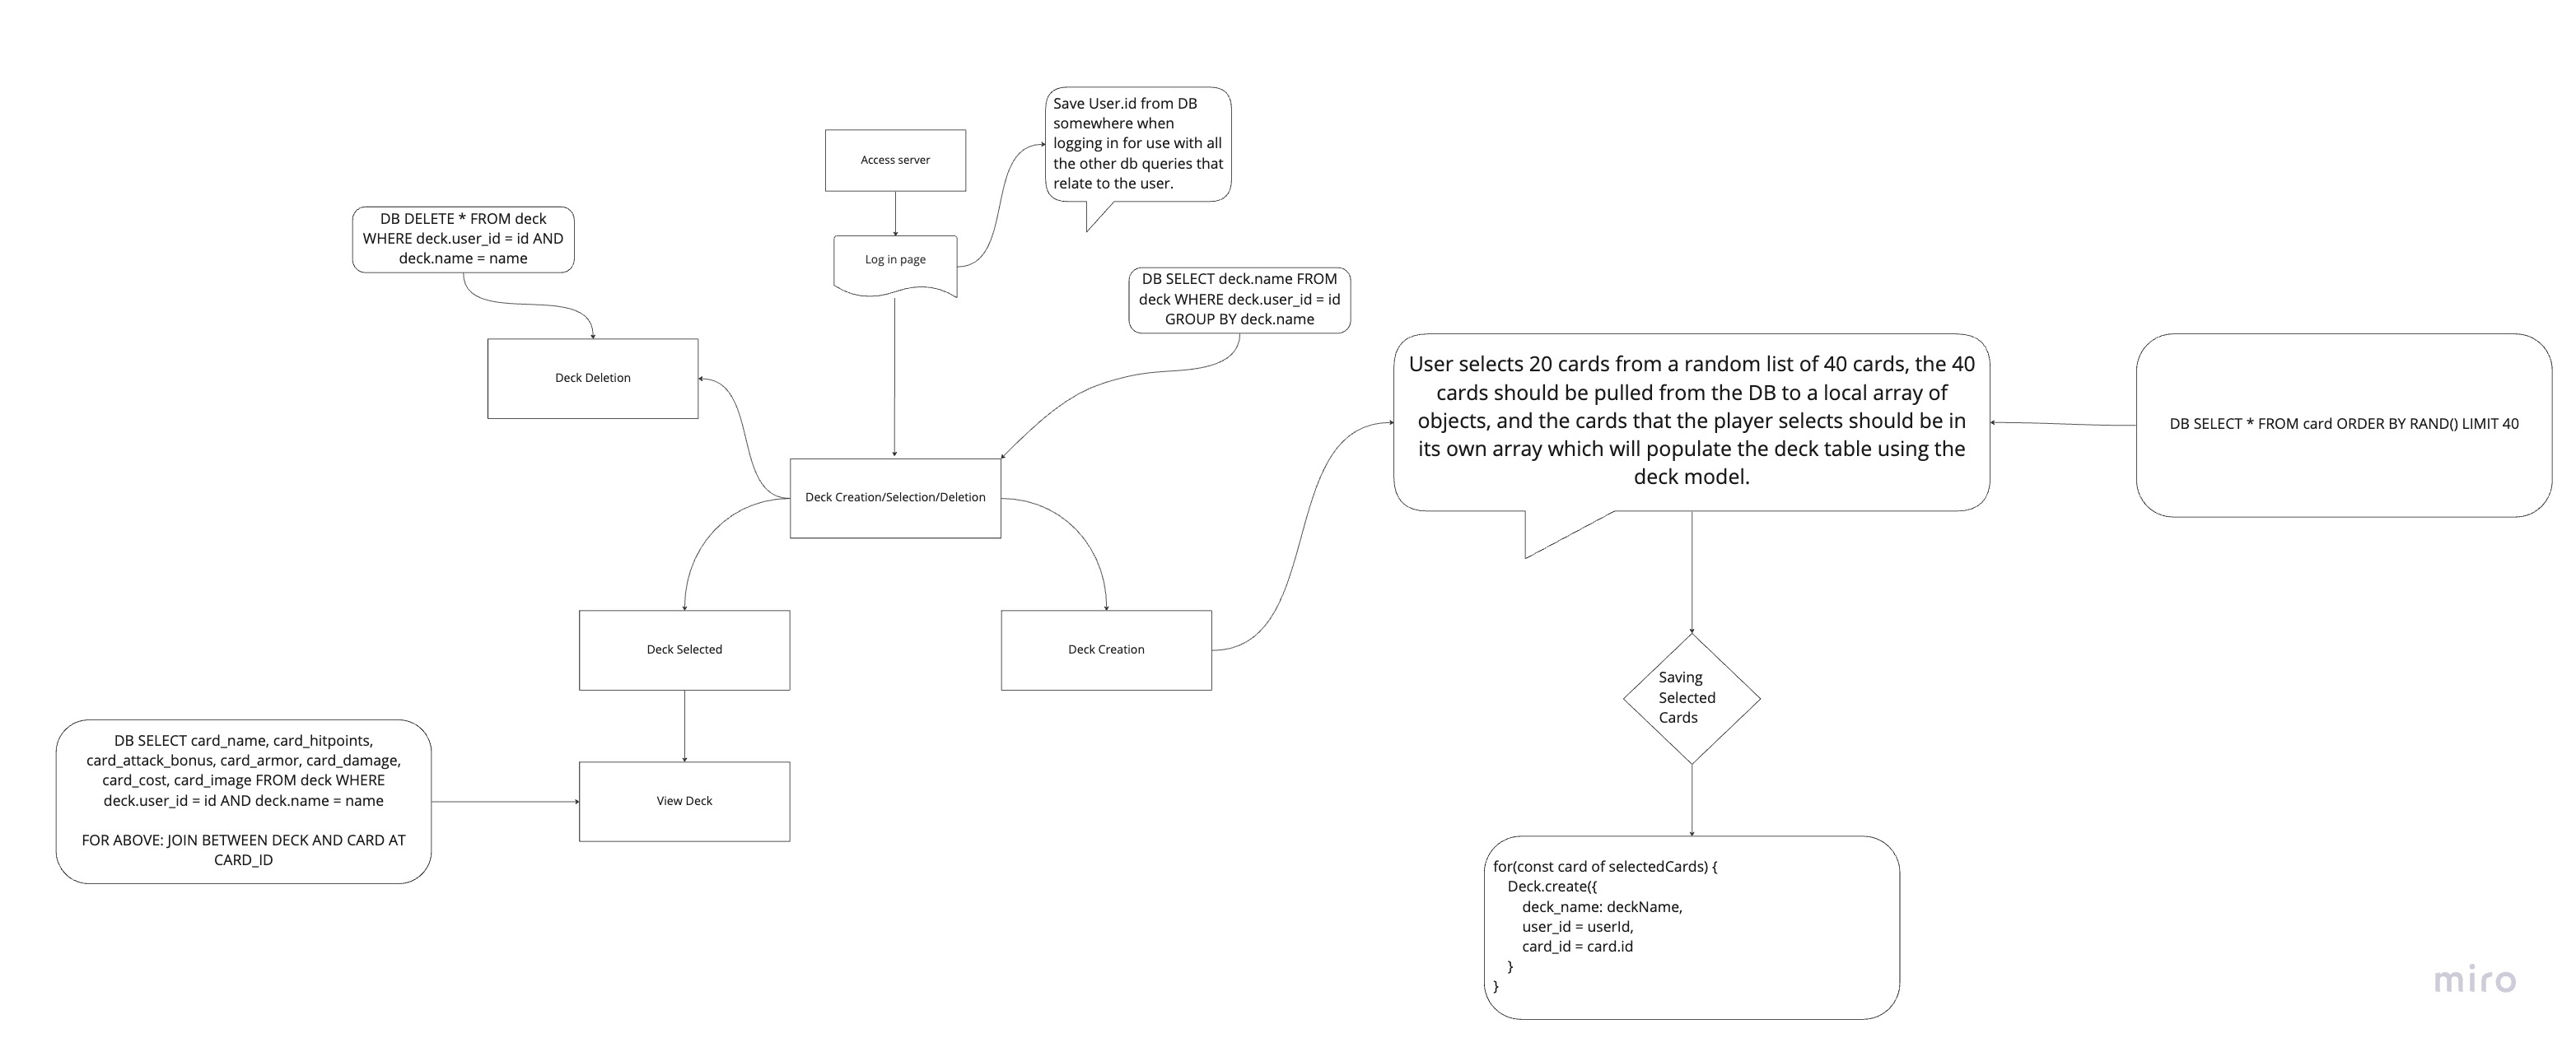 Save User.id from DB
somewhere when
logging in for use with all
the other db queries that
relate to the user.
Access server
DB DELETE * FROM deck
WHERE deck.user_id = id AND
deck.name = name
Log in page
DB SELECT deck.name FROM
deck WHERE deck.user_id = id
GROUP BY deck.name
Deck Deletion
User selects 20 cards from a random list of 40 cards, the 40
cards should be pulled from the DB to a local array of
objects, and the cards that the player selects should be in
its own array which will populate the deck table using the
deck model.
DB SELECT * FROM card ORDER BY RAND() LIMIT 40
Deck Creation/Selection/Deletion
Deck Selected
Deck Creation
Saving
Selected
Cards
DB SELECT card_name, card_hitpoints,
card_attack_bonus, card_armor, card_damage,
card_cost, card_image FROM deck WHERE
deck.user_id = id AND deck.name = name
FOR ABOVE: JOIN BETWEEN DECK AND CARD AT
CARD_ID
View Deck
for(const card of selectedCards) {
Deck.create({
deck_name: deckName,
user_id = userId,
card_id = card.id
}
}
miro